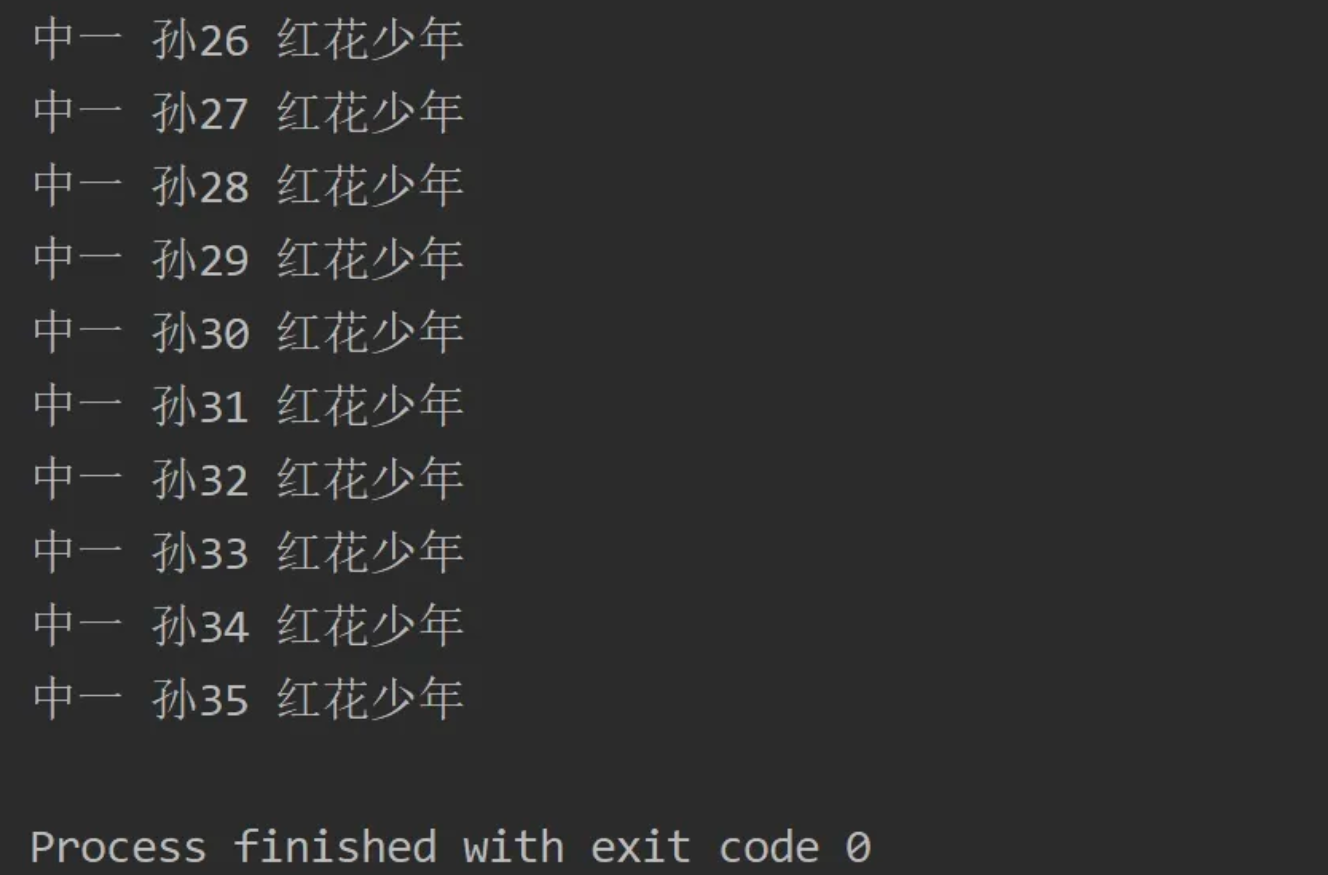 中一 孙26 红花少年
中一 孙27 红花少年
中一 孙28 红花少年
中一 孙29 红花少年
中一 孙30 红花少年
中一 孙31 红花少年
中一 孙32 红花少年
中一 孙33 红花少年
中一 孙34 红花少年
中一 孙35 红花少年
Process finished with exit code 0